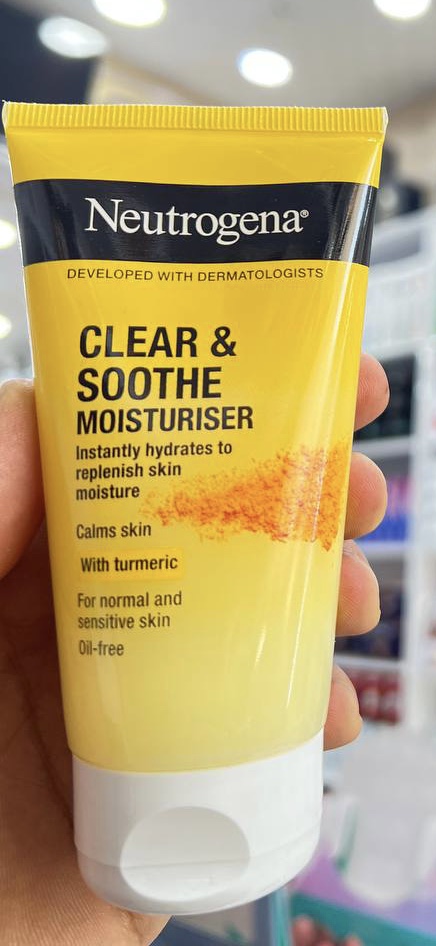 Neutrogena®
DEVELOPED WITH DERMATOLOGISTS
CLEAR &
SOOTHE
MOISTURISER
Instantly hydrates to
replenish skin
moisture
Calms skin
With turmeric
For normal and
sensitive skin
Oil-free